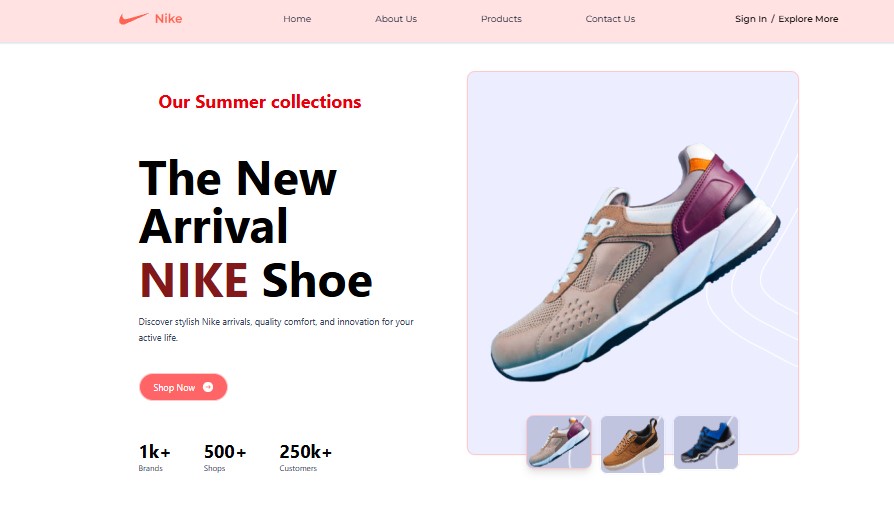 Nike
Home
About Us
Products
Contact Us
Sign In / Explore More
Our Summer collections
The New
Arrival
NIKE Shoe
Discover stylish Nike arrivals, quality comfort, and innovation for your
active life.
Shop Now
1k+
Brands
500+
Shops
250k+
Customers